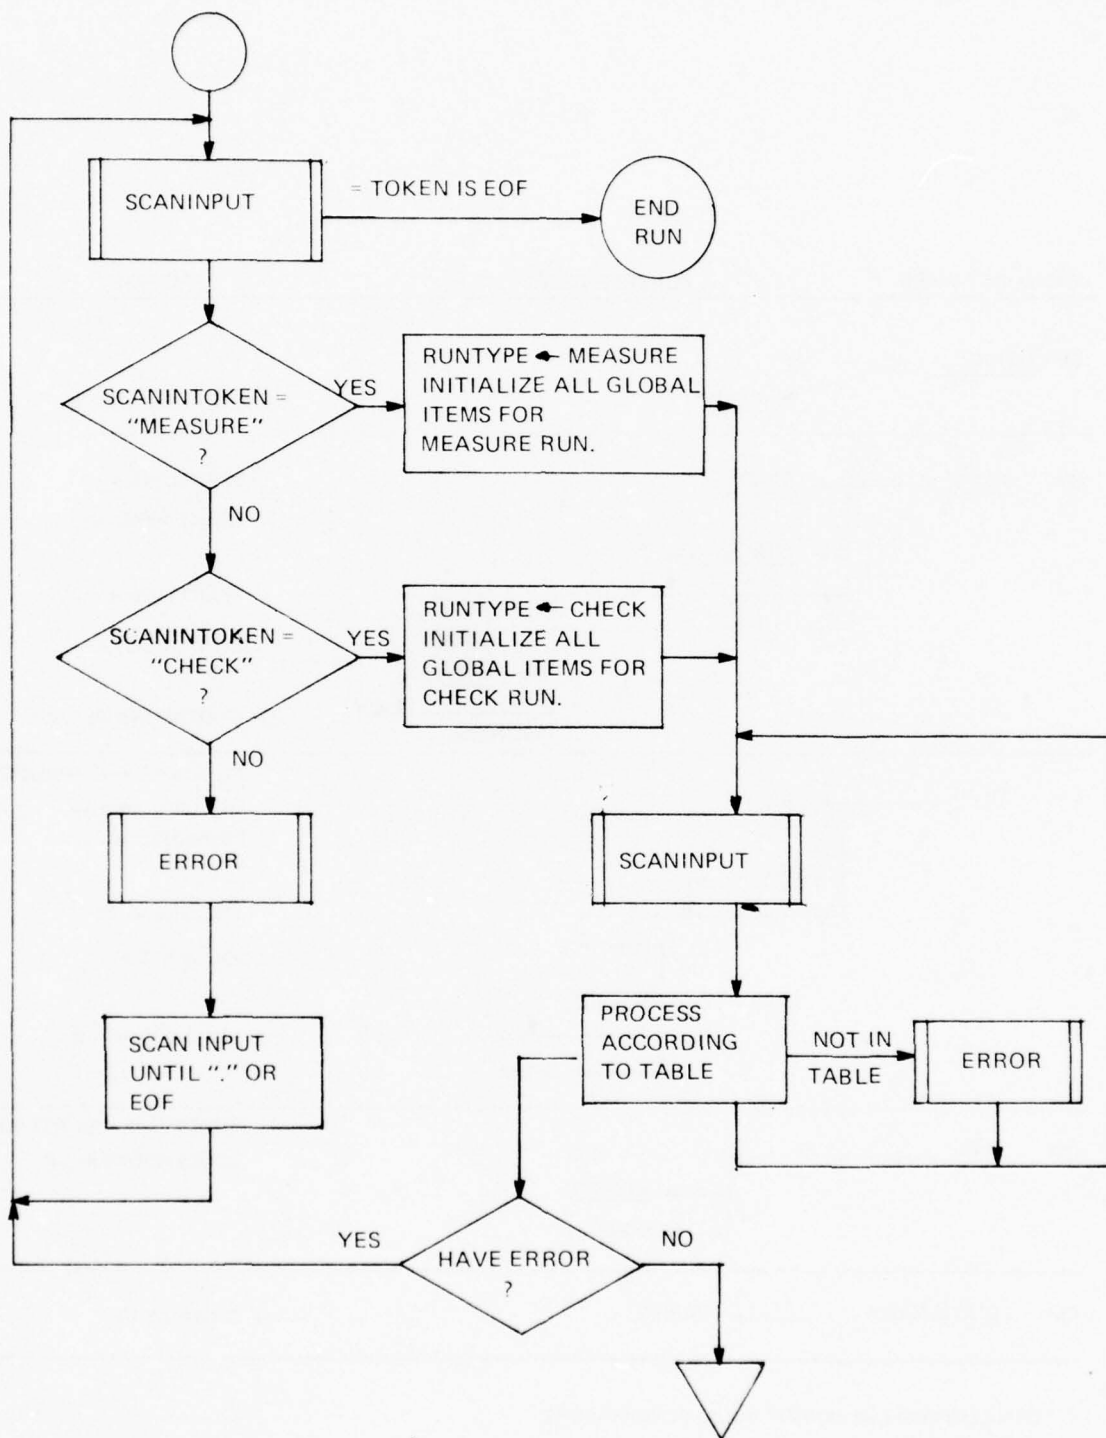 SCANINPUT
= TOKEN IS EOF
END
RUN
SCANINTOKEN =
"MEASURE"
?
YES
RUNTYPE ← MEASURE
INITIALIZE ALL GLOBAL
ITEMS FOR
MEASURE RUN.
NO
SCANINTOKEN =
"CHECK"
?
YES
RUNTYPE ← CHECK
INITIALIZE ALL
GLOBAL ITEMS FOR
CHECK RUN.
NO
ERROR
SCANINPUT
SCAN INPUT
UNTIL "." OR
EOF
PROCESS
ACCORDING
TO TABLE
NOT IN
TABLE
ERROR
YES
HAVE ERROR
?
NO